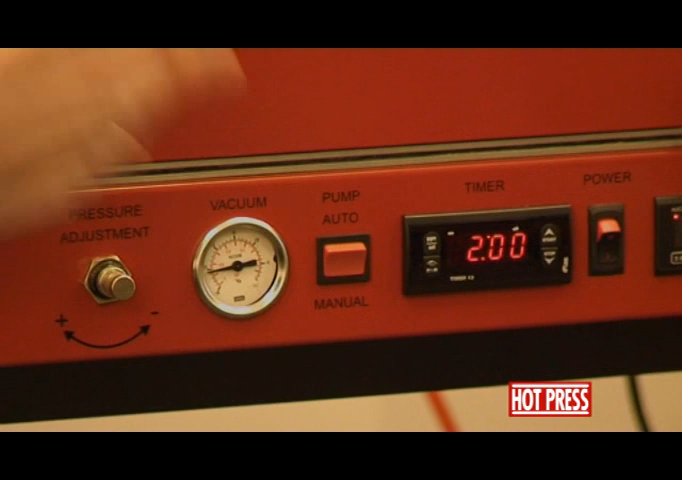 PRESSURE
ADJUSTMENT
+
-
VACUUM
PUMP
AUTO
MANUAL
TIMER
2:00
POWER
HOT PRESS